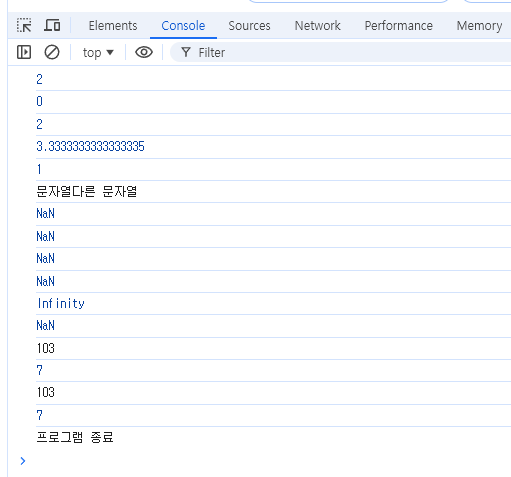 Elements Console Sources Network Performance Memory
top ▼ Filter
2
0
2
3.3333333333333335
1
문자열다른 문자열
NaN
NaN
NaN
NaN
Infinity
NaN
103
7
103
7
프로그램 종료
>